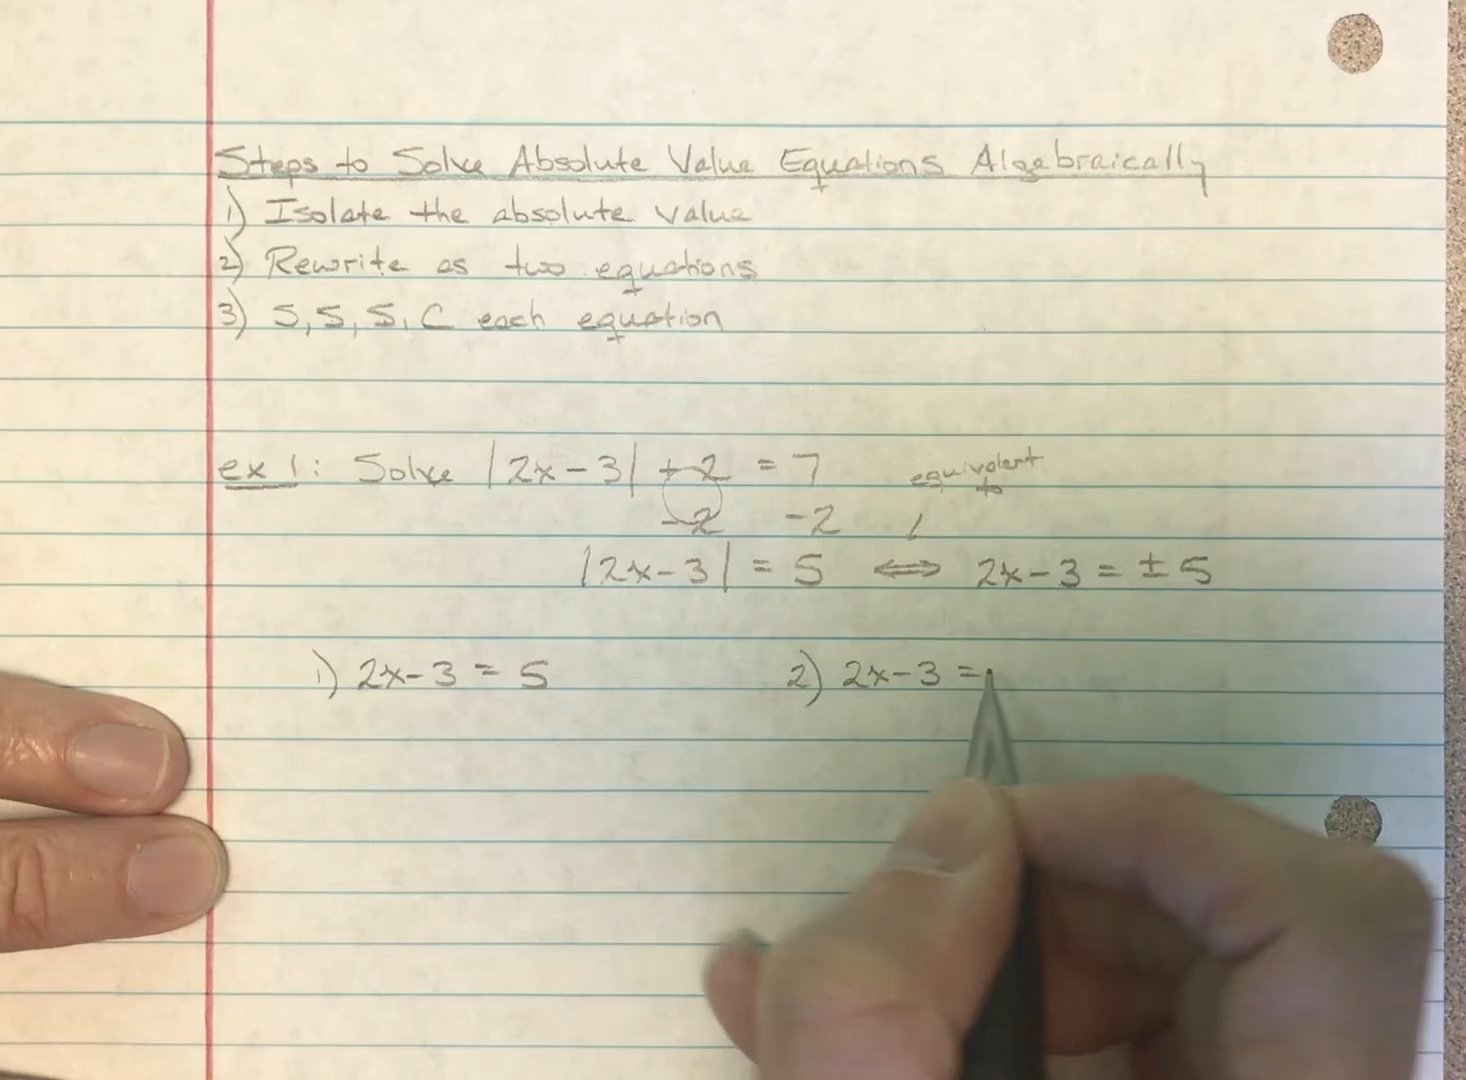 Steps to Solve Absolute Value Equations Algebraically
1) Isolate the absolute value
2) Rewrite as two equations
3) S, S, S, C each equation
ex 1: Solve |2x-3| + 2 = 7
equivalent
to
-2 -2
|2x-3| = 5 ⟺ 2x-3 = ±5
1) 2x-3 = 5 2) 2x-3 =